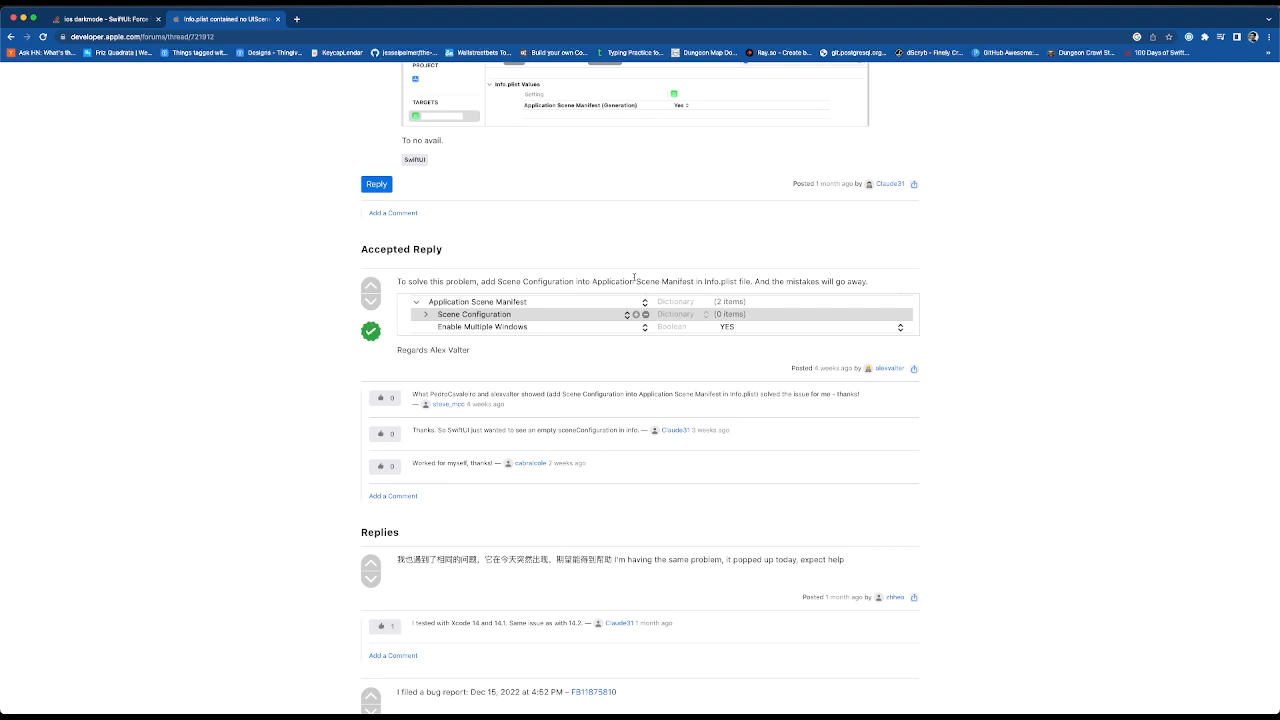 ios darkmode - SwiftUI: Force
Info.plist contained no UIScene
developer.apple.com/forums/thread/721912
Ask HN: What's th...
Friz Quadrata | We...
Things tagged wit...
Designs - Thingiv...
KeycapLendar
Wallstreetbets To...
Build your own Co...
Typing Practice fo...
Dungeon Map Do...
Ray.so - Create b...
git.postgresql.org...
dScryb – Finely Cr...
GitHub Awesome:...
Dungeon Crawl St...
100 Days of Swift...
»
PROJECT
TARGETS
Info.plist Values
Setting
Application Scene Manifest (Generation) Yes
To no avail.
SwiftUI
Reply
Posted 1 month ago by Claude31
Add a Comment
Accepted Reply
To solve this problem, add Scene Configuration into Application Scene Manifest in Info.plist file. And the mistakes will go away.
Application Scene Manifest Dictionary (2 items)
Scene Configuration Dictionary (0 items)
Enable Multiple Windows Boolean YES
Regards Alex Valter
Posted 4 weeks ago by alexvalter
0 What PedroCavaleiro and alexvalter showed (add Scene Configuration into Application Scene Manifest in Info.plist) solved the issue for me - thanks!
— steve_mcc 4 weeks ago
0 Thanks. So SwiftUI just wanted to see an empty sceneConfiguration in info. — Claude31 3 weeks ago
0 Worked for myself, thanks! — cabralcole 2 weeks ago
Add a Comment
Replies
我也遇到了相同的问题，它在今天突然出现，期望能得到帮助 I'm having the same problem, it popped up today, expect help
Posted 1 month ago by zhheo
1 I tested with Xcode 14 and 14.1. Same issue as with 14.2. — Claude31 1 month ago
Add a Comment
I filed a bug report: Dec 15, 2022 at 4:52 PM – FB11875810